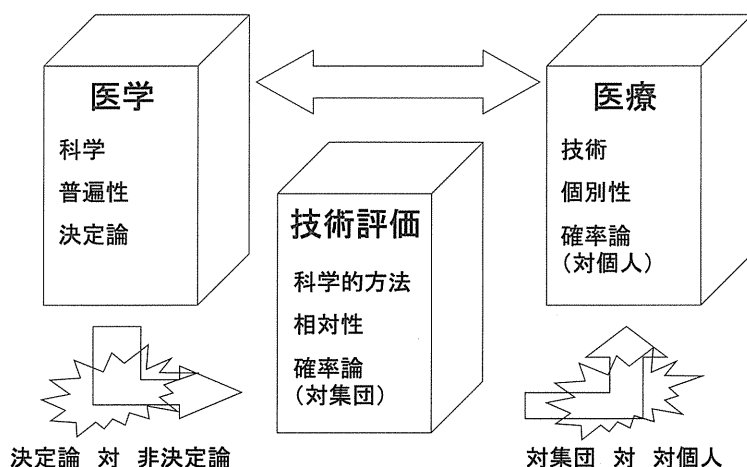 医学
科学
普遍性
決定論
医療
技術
個別性
確率論
(対個人)
技術評価
科学的方法
相対性
確率論
(対集団)
決定論 対 非決定論
対集団 対 対個人